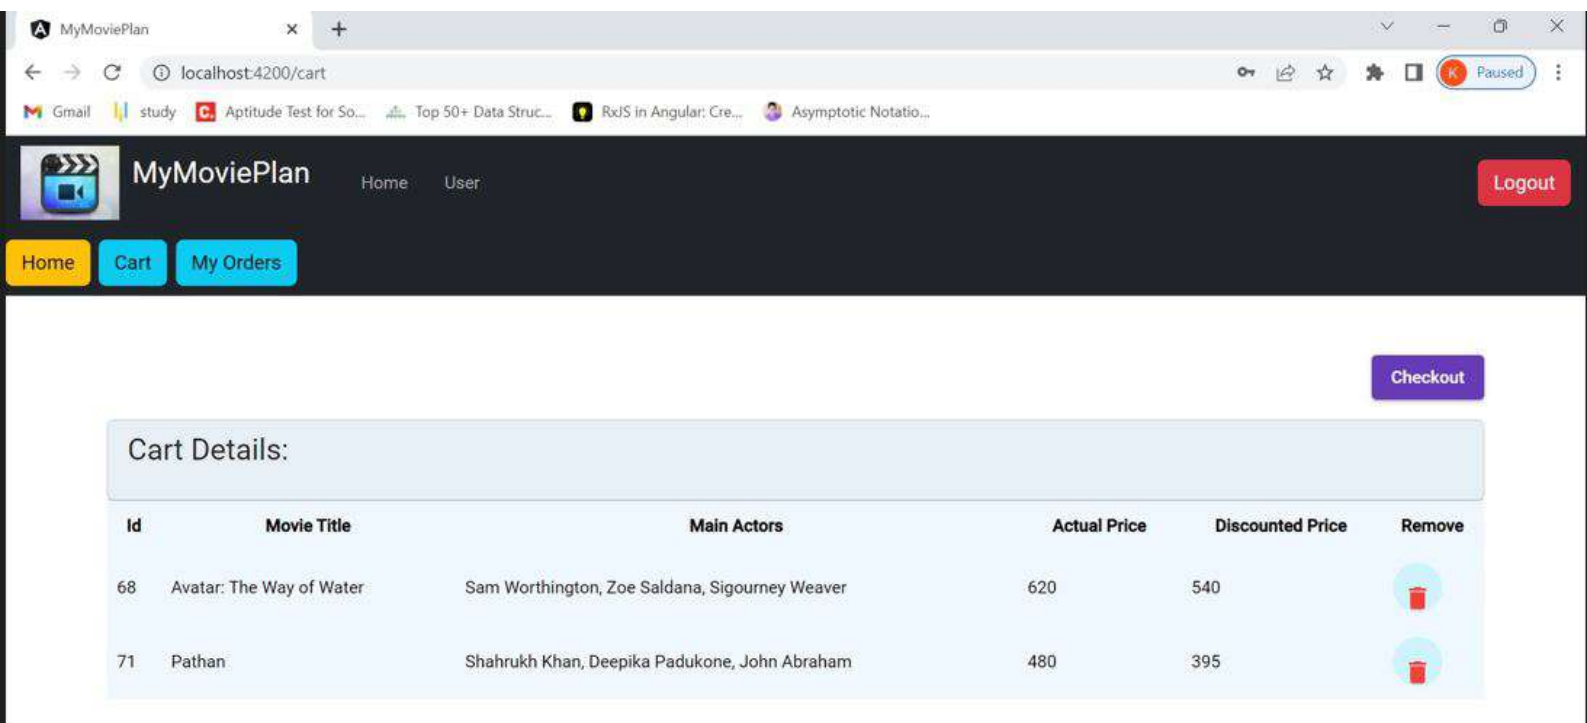 MyMoviePlan
localhost:4200/cart
K Paused
Gmail study C. Aptitude Test for So... Top 50+ Data Struc... RxJS in Angular: Cre... Asymptotic Notatio...
MyMoviePlan Home User Logout
Home Cart My Orders
Checkout
Cart Details:
Id Movie Title Main Actors Actual Price Discounted Price Remove
68 Avatar: The Way of Water Sam Worthington, Zoe Saldana, Sigourney Weaver 620 540
71 Pathan Shahrukh Khan, Deepika Padukone, John Abraham 480 395